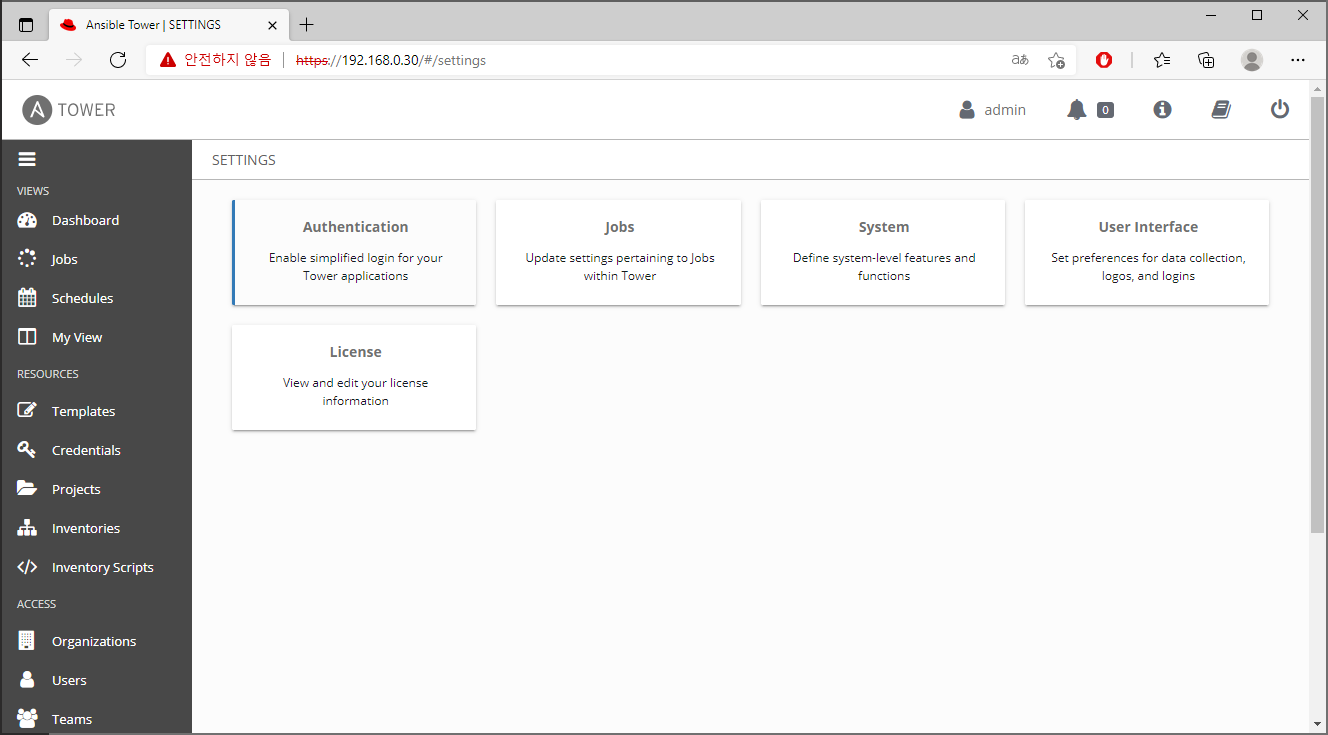 Ansible Tower | SETTINGS
안전하지 않음 https://192.168.0.30/#/settings
aあ
TOWER
admin
0
SETTINGS
VIEWS
Dashboard
Jobs
Schedules
My View
RESOURCES
Templates
Credentials
Projects
Inventories
Inventory Scripts
ACCESS
Organizations
Users
Teams
Authentication
Enable simplified login for your
Tower applications
Jobs
Update settings pertaining to Jobs
within Tower
System
Define system-level features and
functions
User Interface
Set preferences for data collection,
logos, and logins
License
View and edit your license
information